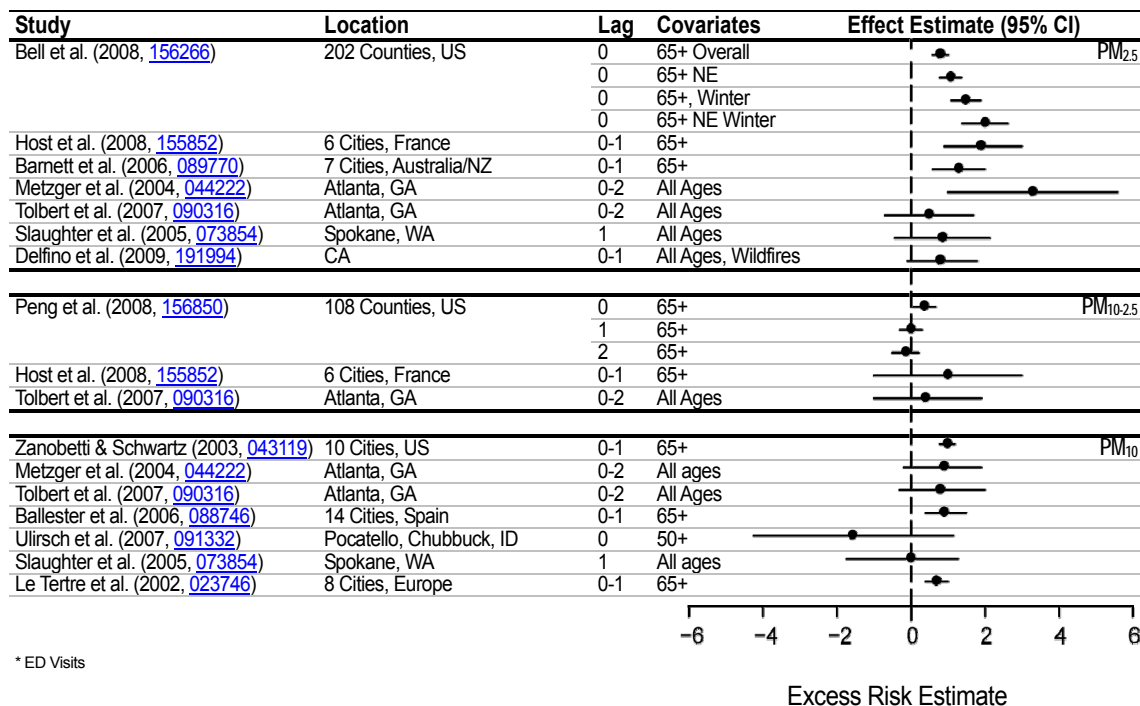 Study Location Lag Covariates Effect Estimate (95% CI)
Bell et al. (2008, 156266) 202 Counties, US 0 65+ Overall PM2.5
0 65+ NE
0 65+, Winter
0 65+ NE Winter
Host et al. (2008, 155852) 6 Cities, France 0-1 65+
Barnett et al. (2006, 089770) 7 Cities, Australia/NZ 0-1 65+
Metzger et al. (2004, 044222) Atlanta, GA 0-2 All Ages
Tolbert et al. (2007, 090316) Atlanta, GA 0-2 All Ages
Slaughter et al. (2005, 073854) Spokane, WA 1 All Ages
Delfino et al. (2009, 191994) CA 0-1 All Ages, Wildfires
Peng et al. (2008, 156850) 108 Counties, US 0 65+ PM10-2.5
1 65+
2 65+
Host et al. (2008, 155852) 6 Cities, France 0-1 65+
Tolbert et al. (2007, 090316) Atlanta, GA 0-2 All Ages
Zanobetti & Schwartz (2003, 043119) 10 Cities, US 0-1 65+ PM10
Metzger et al. (2004, 044222) Atlanta, GA 0-2 All ages
Tolbert et al. (2007, 090316) Atlanta, GA 0-2 All Ages
Ballester et al. (2006, 088746) 14 Cities, Spain 0-1 65+
Ulirsch et al. (2007, 091332) Pocatello, Chubbuck, ID 0 50+
Slaughter et al. (2005, 073854) Spokane, WA 1 All ages
Le Tertre et al. (2002, 023746) 8 Cities, Europe 0-1 65+
−6 −4 −2 0 2 4 6
* ED Visits
Excess Risk Estimate